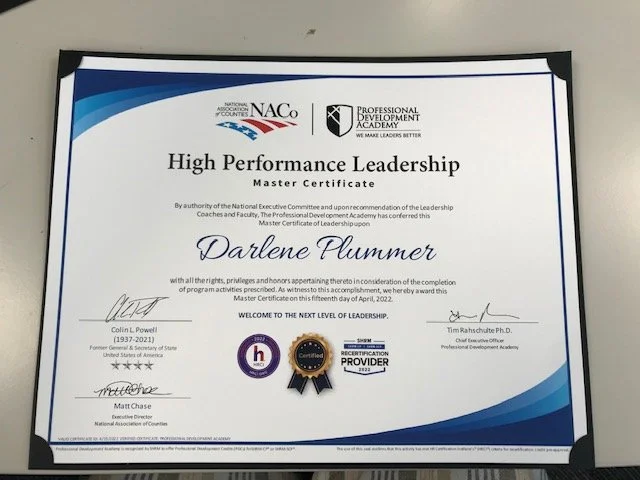 NATIONAL
ASSOCIATION
of COUNTIES
NACo
PROFESSIONAL
DEVELOPMENT
ACADEMY
WE MAKE LEADERS BETTER
High Performance Leadership
Master Certificate
By authority of the National Executive Committee and upon recommendation of the Leadership
Coaches and Faculty, The Professional Development Academy has conferred this
Master Certificate of Leadership upon
Darlene Plummer
with all the rights, privileges and honors appertaining thereto in consideration of the completion
of program activities prescribed. As witness to this accomplishment, we hereby award this
Master Certificate on this fifteenth day of April, 2022.
WELCOME TO THE NEXT LEVEL OF LEADERSHIP.
Colin L. Powell
(1937-2021)
Former General & Secretary of State
United States of America
Matt Chase
Executive Director
National Association of Counties
2022
h
HRCI
Certified
SHRM
RECERTIFICATION
PROVIDER
2022
Tim Rahschulte Ph.D.
Chief Executive Officer
Professional Development Academy